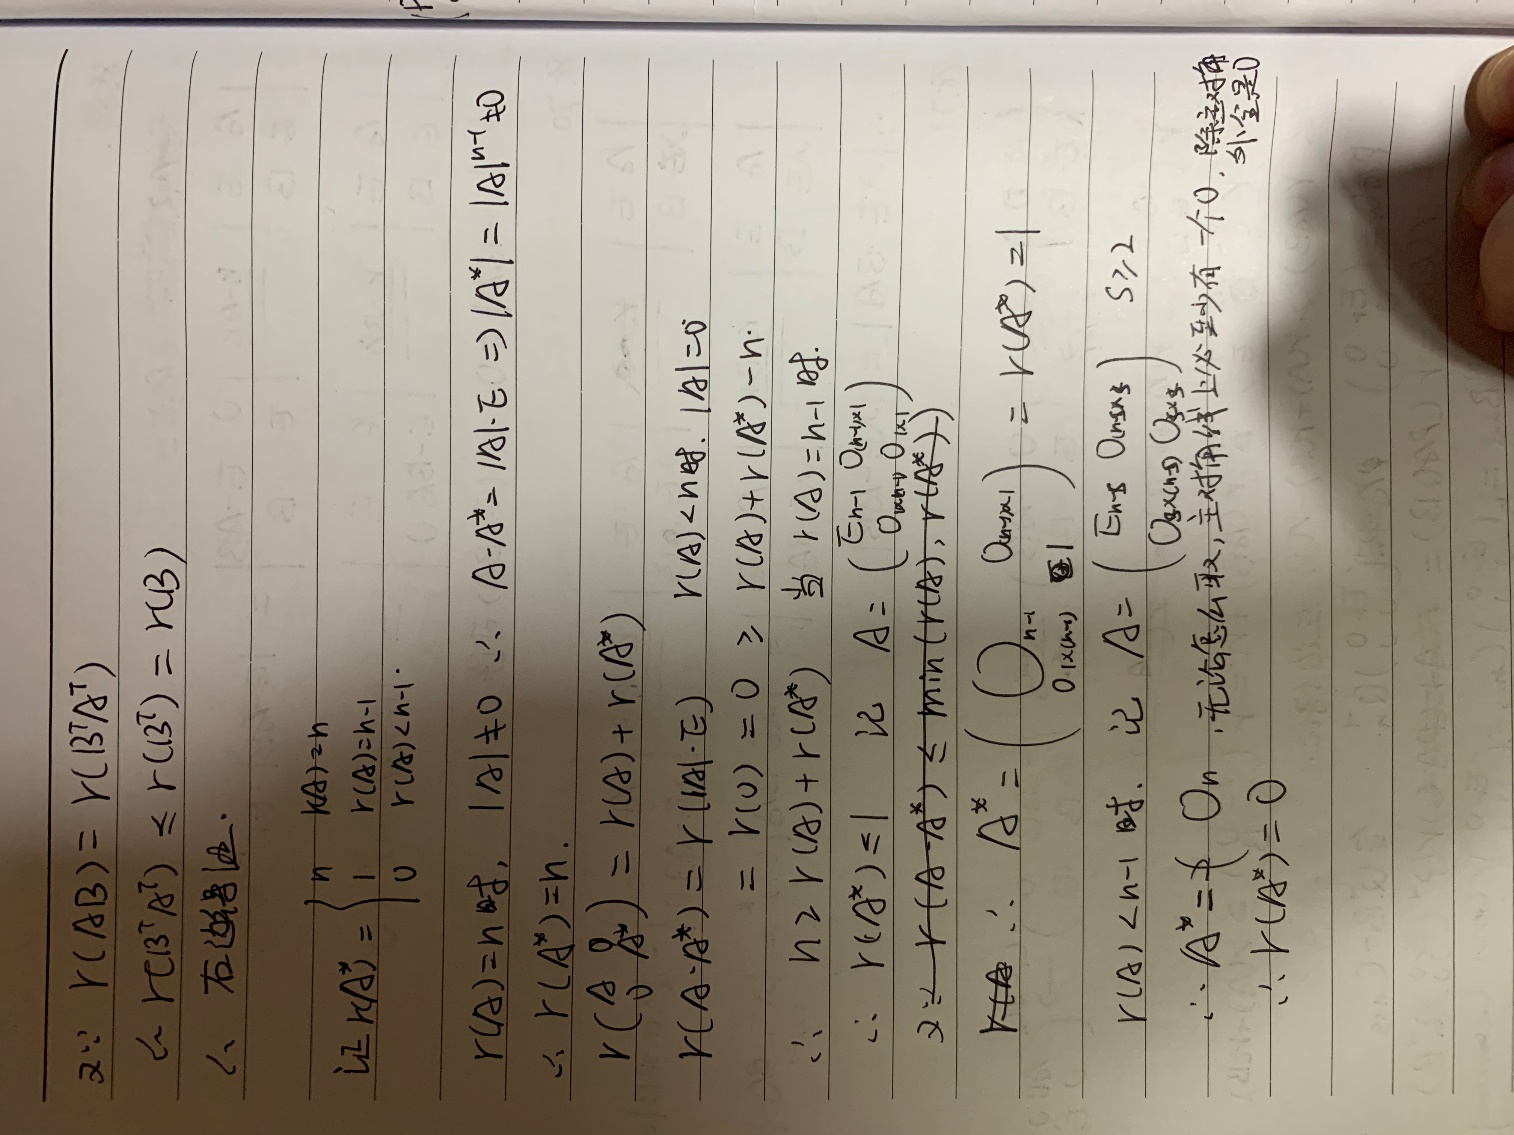 又∵ r(AB) = r(BᵀAᵀ)
∴ r(BᵀAᵀ) ≤ r(Bᵀ) = r(B)
∴ 右边得证.
证 r(A*) = { n r(A)=n
1 r(A)=n-1
0 r(A)<n-1.
r(A)=n 时, |A|≠0 ∴ A·A* = |A|·E ⇒ |A*| = |A|ⁿ⁻¹ ≠0
∴ r(A*)=n.
r(A 0
0 A*) = r(A) + r(A*)
r(A·A*) = r(|A|·E) r(A)<n 时. |A|=0
= r(0) = 0 ≥ r(A)+r(A*)-n.
∴ n≥ r(A)+r(A*) 当 r(A)=n-1 时.
∴ r(A*)≤1 记 A= (Eₙ₋₁ O₍ₙ₋₁₎ₓ₁
O₁ₓ₍ₙ₋₁₎ O₁ₓ₁)
又∵ r(A·A*) ≤ min(r(A), r(A*))
r(A ∴ A* = (Oₙ₋₁ O₍ₙ₋₁₎ₓ₁
O₁ₓ₍ₙ₋₁₎ 1) = r(A*) =1
r(A)<n-1 时. 记 A= (Eₙ₋ₛ O₍ₙ₋ₛ₎ₓₛ
Oₛₓ₍ₙ₋ₛ₎ Oₛₓₛ) S≥2
∴ A* = Oₙ . 无论怎么取, 主对角线上必至少有一个0, 除主对角
外全是0
∴ r(A*)=0